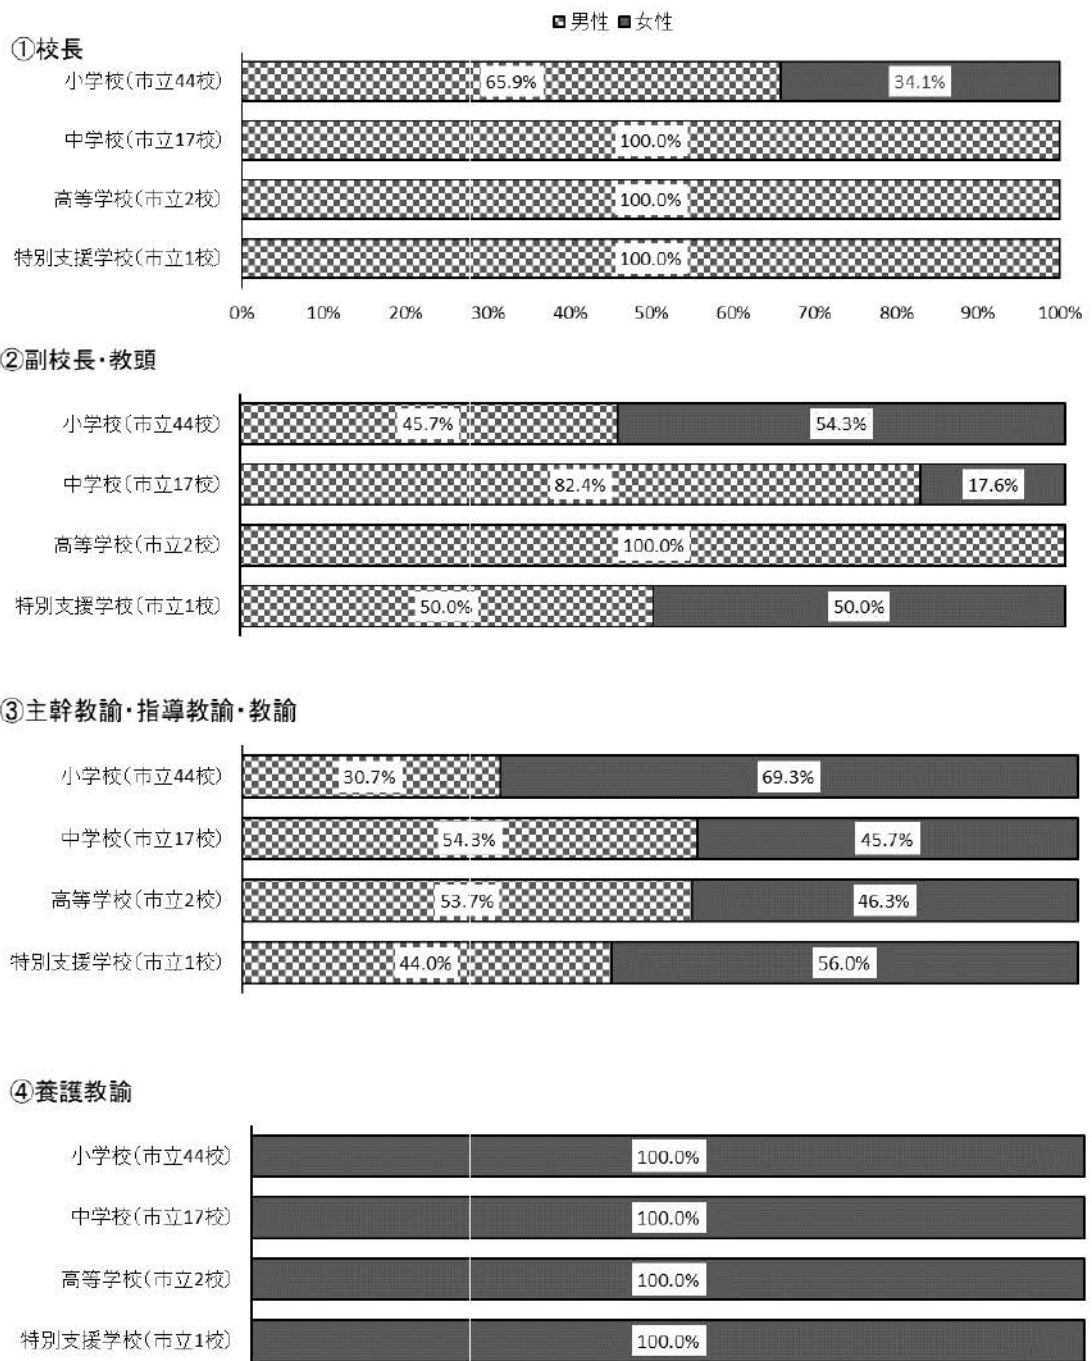 男性 女性
①校長
小学校(市立44校) 65.9% 34.1%
中学校(市立17校) 100.0%
高等学校(市立2校) 100.0%
特別支援学校(市立1校) 100.0%
0% 10% 20% 30% 40% 50% 60% 70% 80% 90% 100%
②副校長・教頭
小学校(市立44校) 45.7% 54.3%
中学校(市立17校) 82.4% 17.6%
高等学校(市立2校) 100.0%
特別支援学校(市立1校) 50.0% 50.0%
③主幹教諭・指導教諭・教諭
小学校(市立44校) 30.7% 69.3%
中学校(市立17校) 54.3% 45.7%
高等学校(市立2校) 53.7% 46.3%
特別支援学校(市立1校) 44.0% 56.0%
④養護教諭
小学校(市立44校) 100.0%
中学校(市立17校) 100.0%
高等学校(市立2校) 100.0%
特別支援学校(市立1校) 100.0%